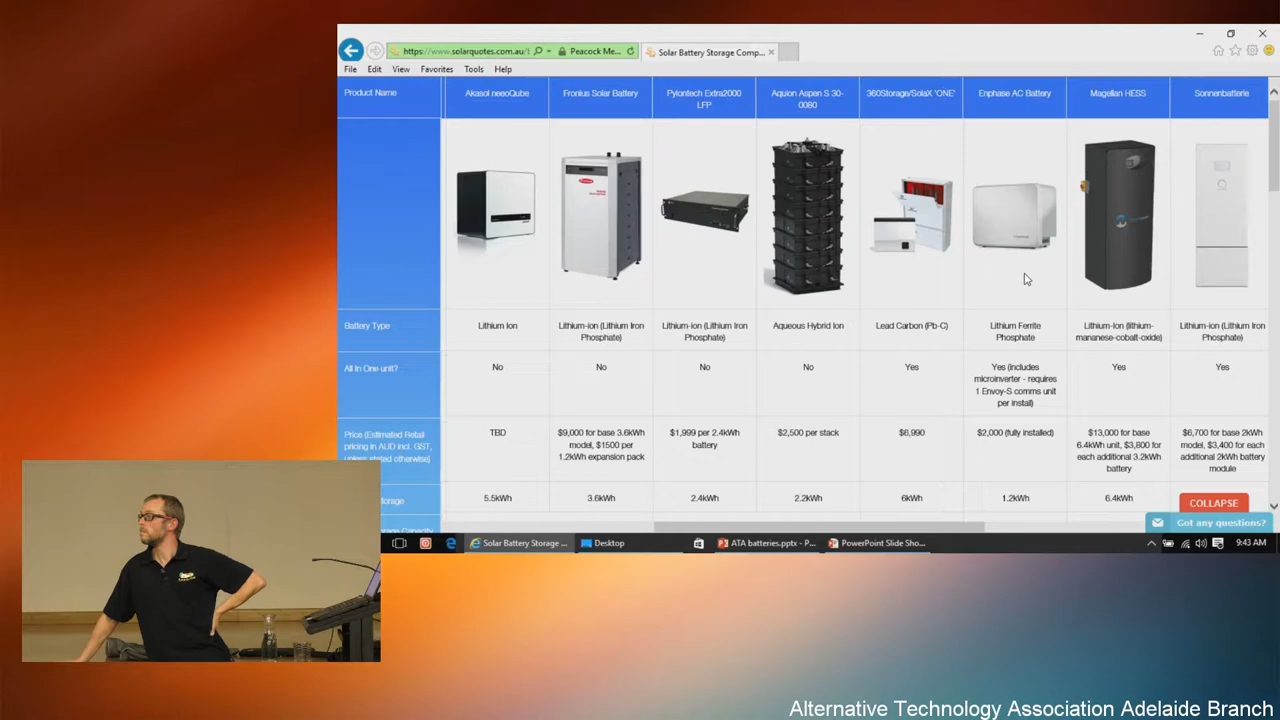 https://www.solarquotes.com.au/t
Peacock Me...
Solar Battery Storage Comp...
File Edit View Favorites Tools Help
Product Name
Akasol neeoQube
Fronius Solar Battery
Pylontech Extra2000
LFP
Aquion Aspen S 30-
0080
360Storage/SolaX 'ONE'
Enphase AC Battery
Magellan HESS
Sonnenbatterie
Battery Type
Lithium Ion
Lithium-ion (Lithium Iron
Phosphate)
Lithium-ion (Lithium Iron
Phosphate)
Aqueous Hybrid Ion
Lead Carbon (Pb-C)
Lithium Ferrite
Phosphate
Lithium-Ion (lithium-
mananese-cobalt-oxide)
Lithium-ion (Lithium Iron
Phosphate)
All In One unit?
No
No
No
No
Yes
Yes (includes
microinverter - requires
1 Envoy-S comms unit
per install)
Yes
Yes
Price (Estimated Retail
pricing in AUD incl. GST,
unless stated otherwise)
TBD
$9,000 for base 3.6kWh
model, $1500 per
1.2kWh expansion pack
$1,999 per 2.4kWh
battery
$2,500 per stack
$6,990
$2,000 (fully installed)
$13,000 for base
6.4kWh unit, $3,800 for
each additional 3.2kWh
battery
$6,700 for base 2kWh
model, $3,400 for each
additional 2kWh battery
module
5.5kWh
3.6kWh
2.4kWh
2.2kWh
6kWh
1.2kWh
6.4kWh
COLLAPSE
Got any questions?
Solar Battery Storage ...
Desktop
ATA batteries.pptx - P...
PowerPoint Slide Sho...
9:43 AM
Alternative Technology Association Adelaide Branch